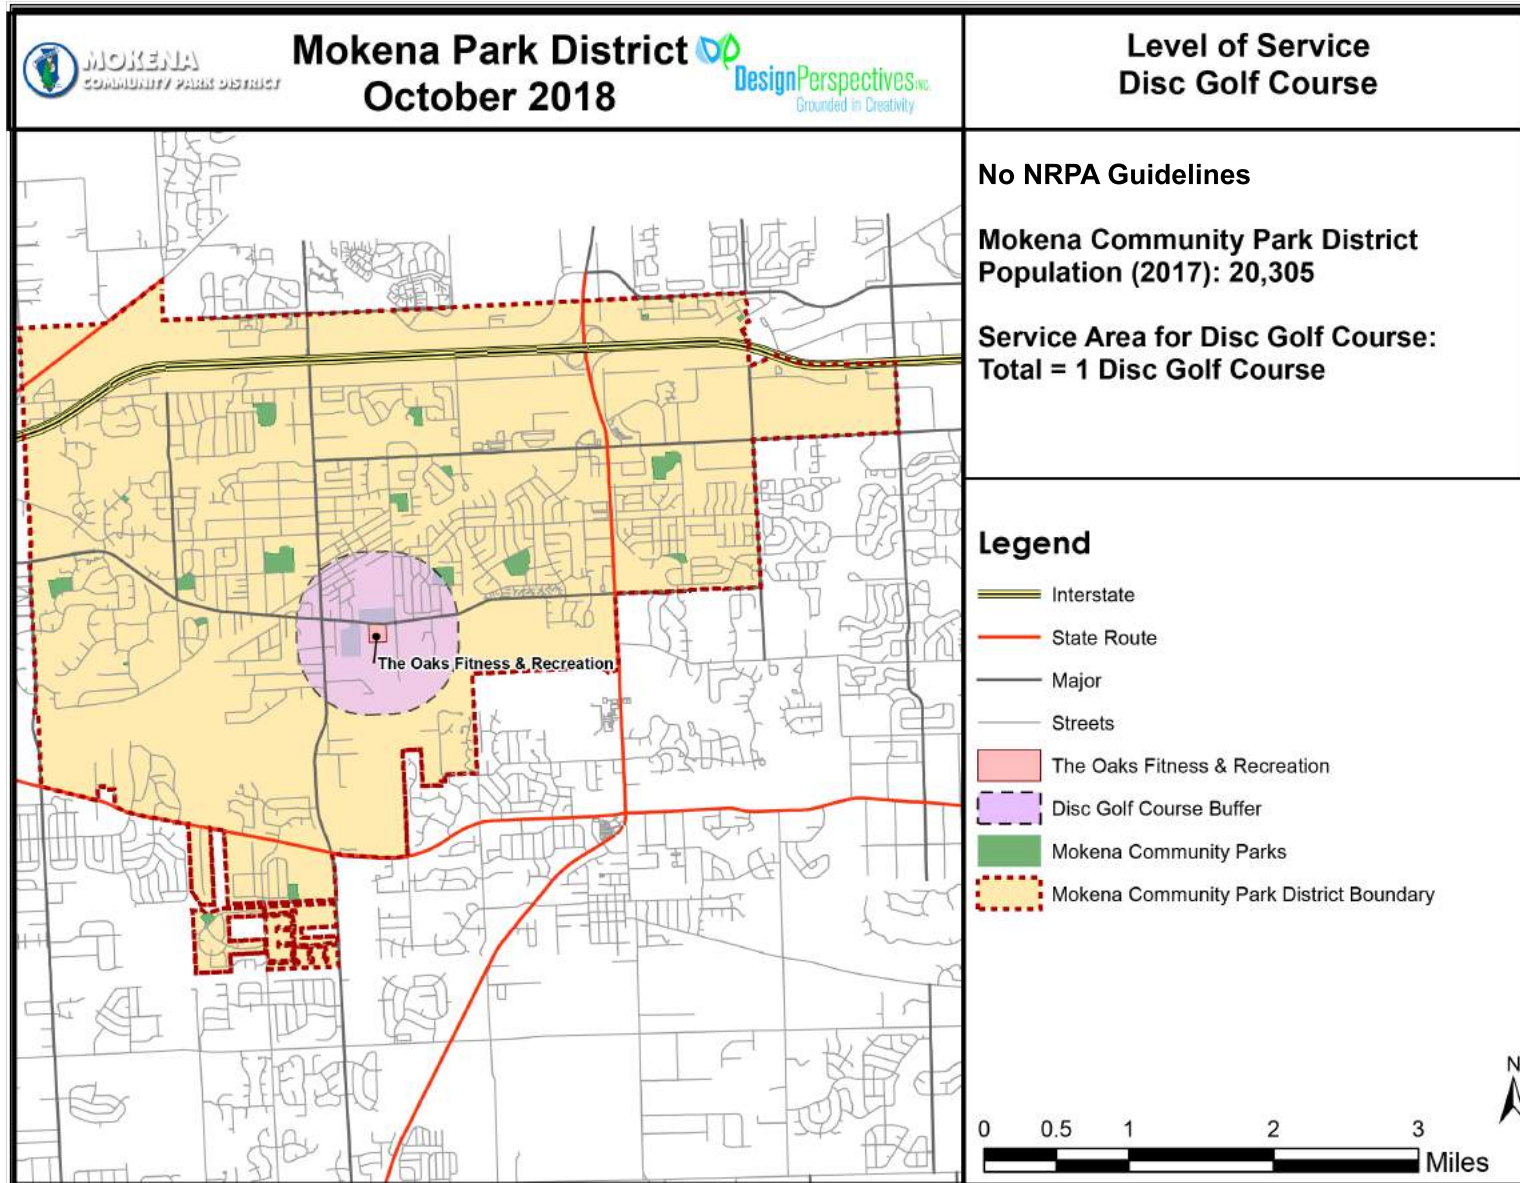 MOKENA
COMMUNITY PARK DISTRICT
Mokena Park District
October 2018
DesignPerspectives INC.
Grounded in Creativity
Level of Service
Disc Golf Course
No NRPA Guidelines
Mokena Community Park District
Population (2017): 20,305
Service Area for Disc Golf Course:
Total = 1 Disc Golf Course
The Oaks Fitness & Recreation
Legend
Interstate
State Route
Major
Streets
The Oaks Fitness & Recreation
Disc Golf Course Buffer
Mokena Community Parks
Mokena Community Park District Boundary
N
0 0.5 1 2 3
Miles